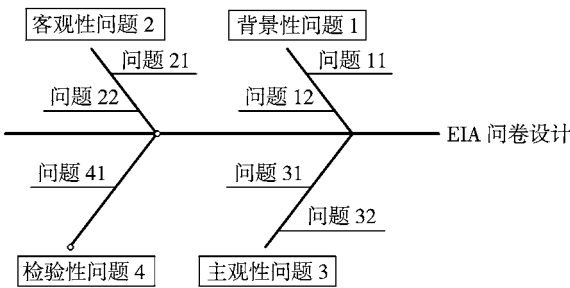 客观性问题 2
背景性问题 1
问题 21
问题 11
问题 22
问题 12
EIA 问卷设计
问题 41
问题 31
问题 32
检验性问题 4
主观性问题 3